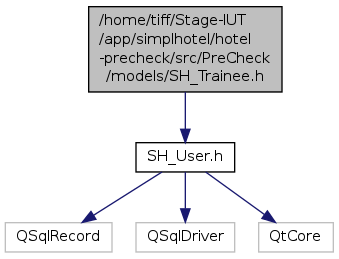 /home/tiff/Stage-IUT
/app/simplhotel/hotel
-precheck/src/PreCheck
/models/SH_Trainee.h
SH_User.h
QSqlRecord
QSqlDriver
QtCore